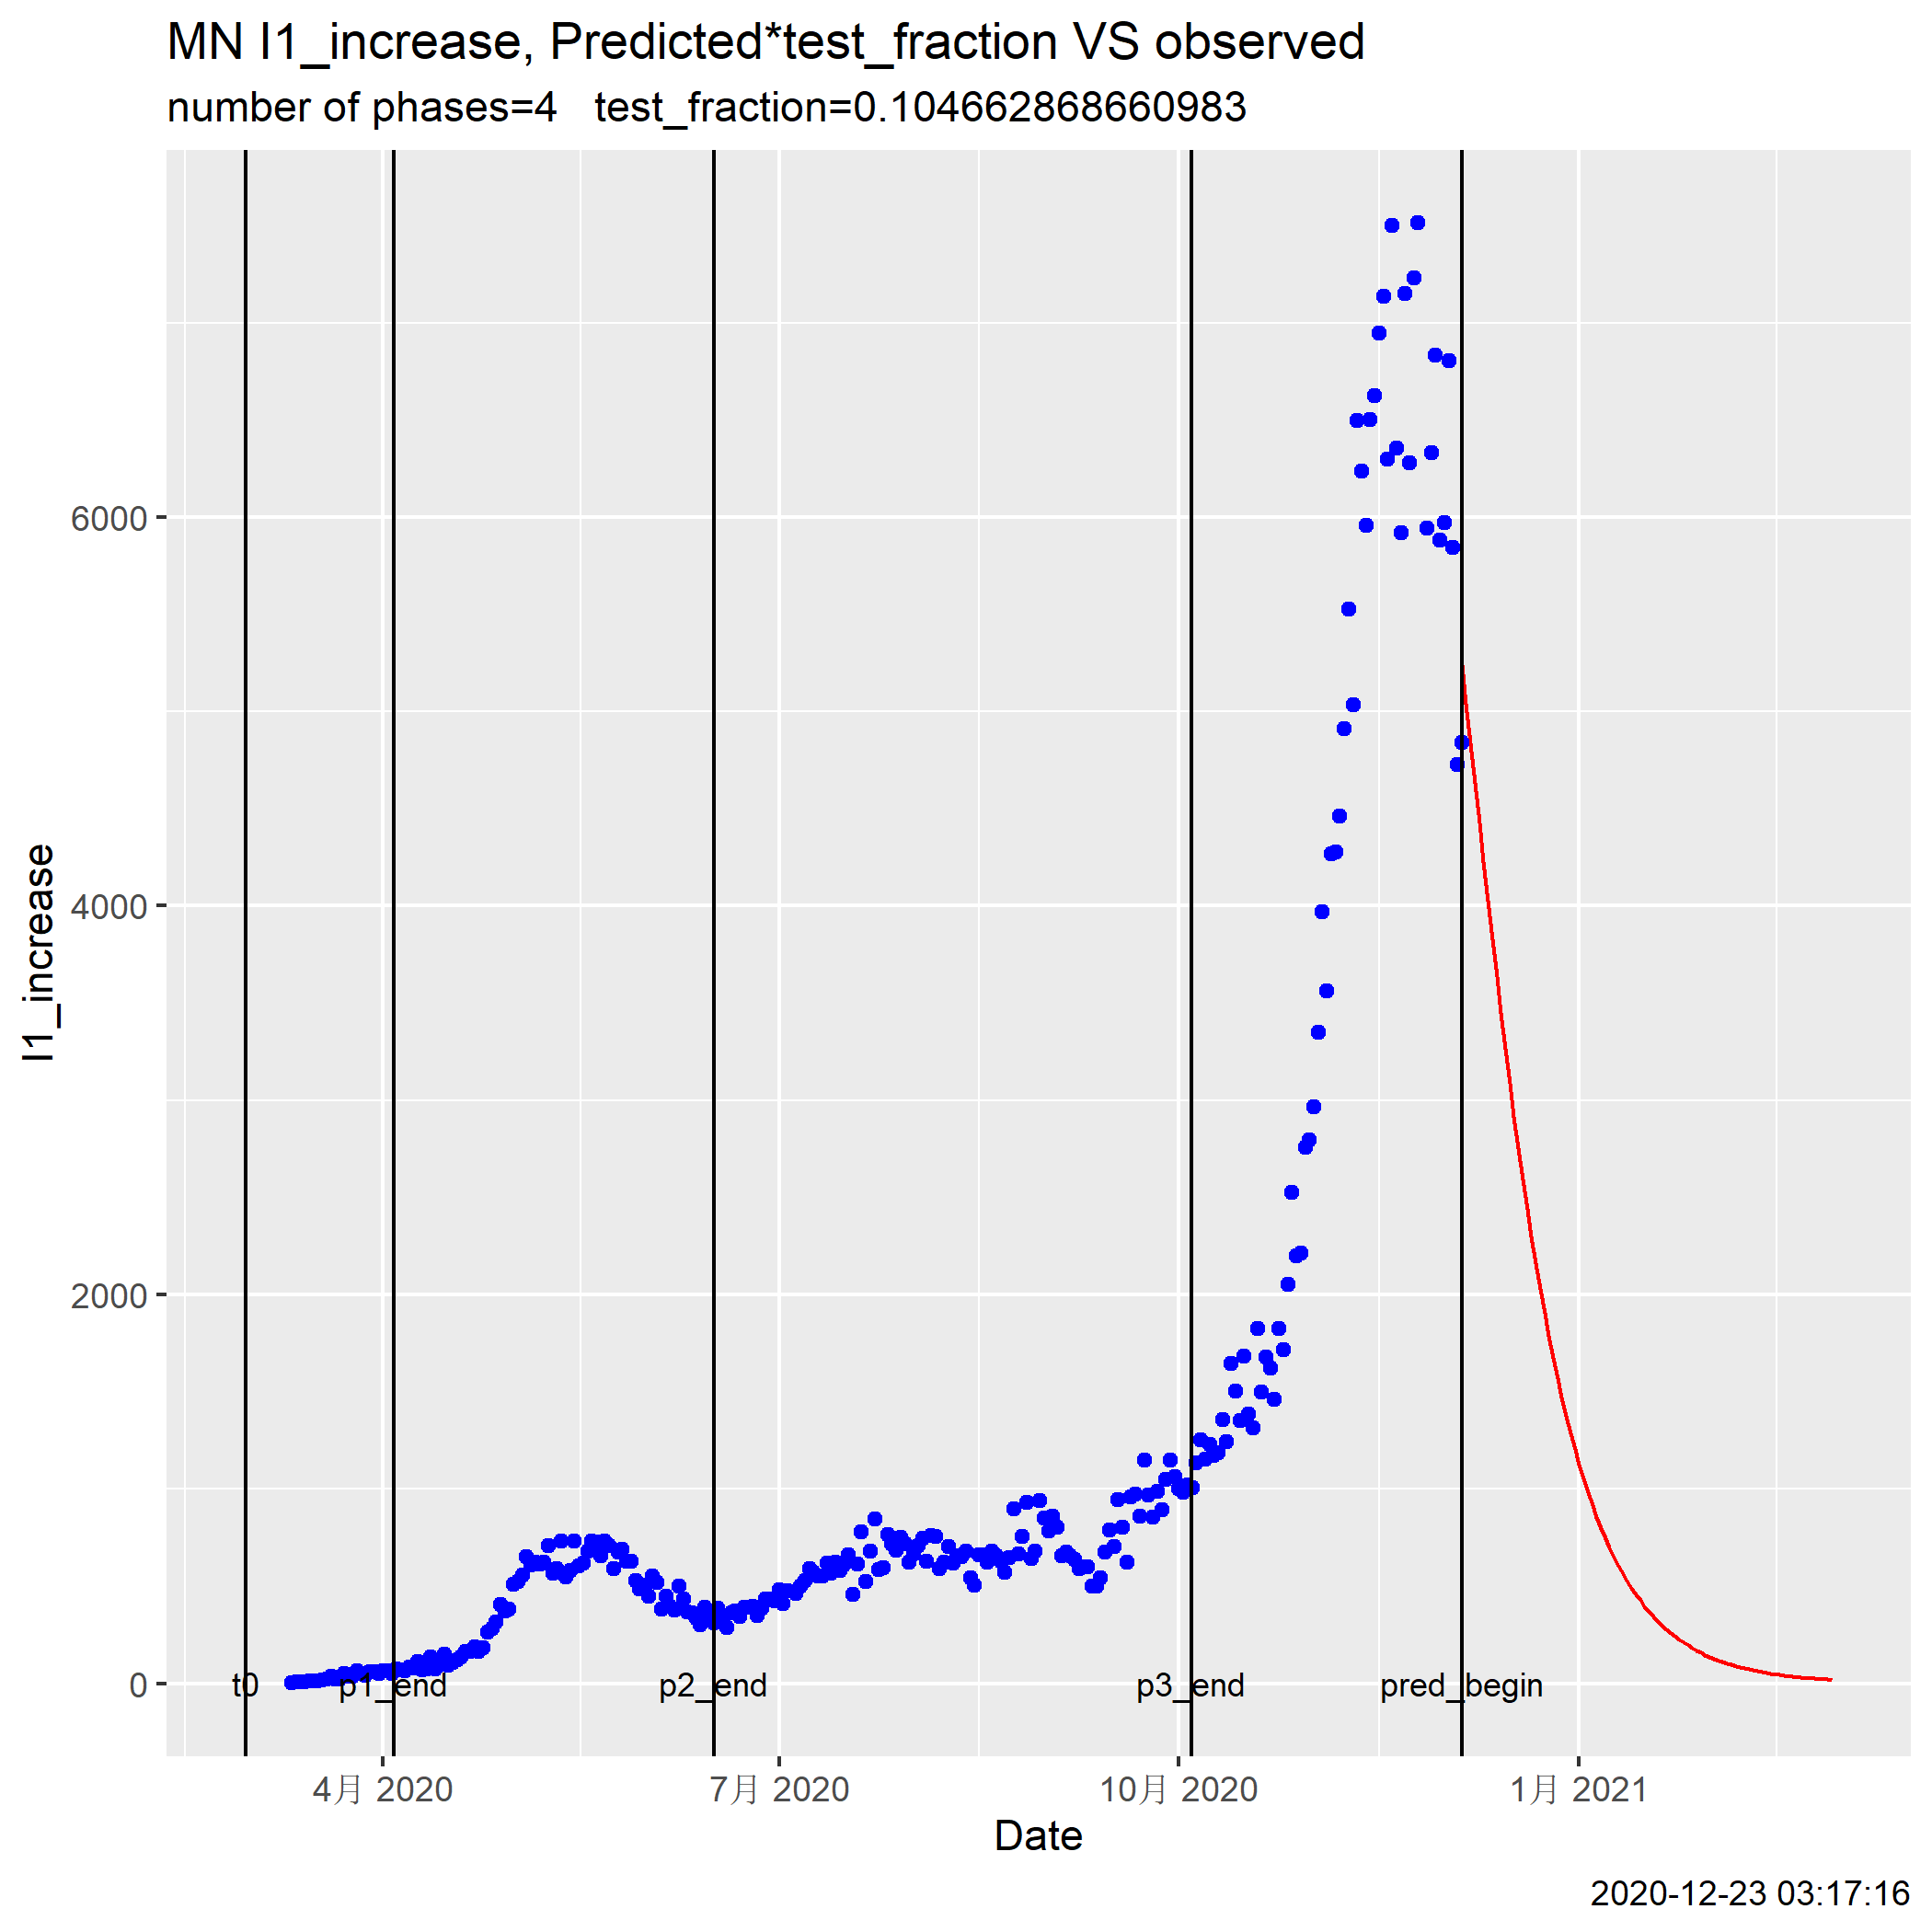 MN I1_increase, Predicted*test_fraction VS observed
number of phases=4   test_fraction=0.104662868660983
I1_increase
6000
4000
2000
0
t0
p1_end
p2_end
p3_end
pred_begin
4月 2020
7月 2020
10月 2020
1月 2021
Date
2020-12-23 03:17:16